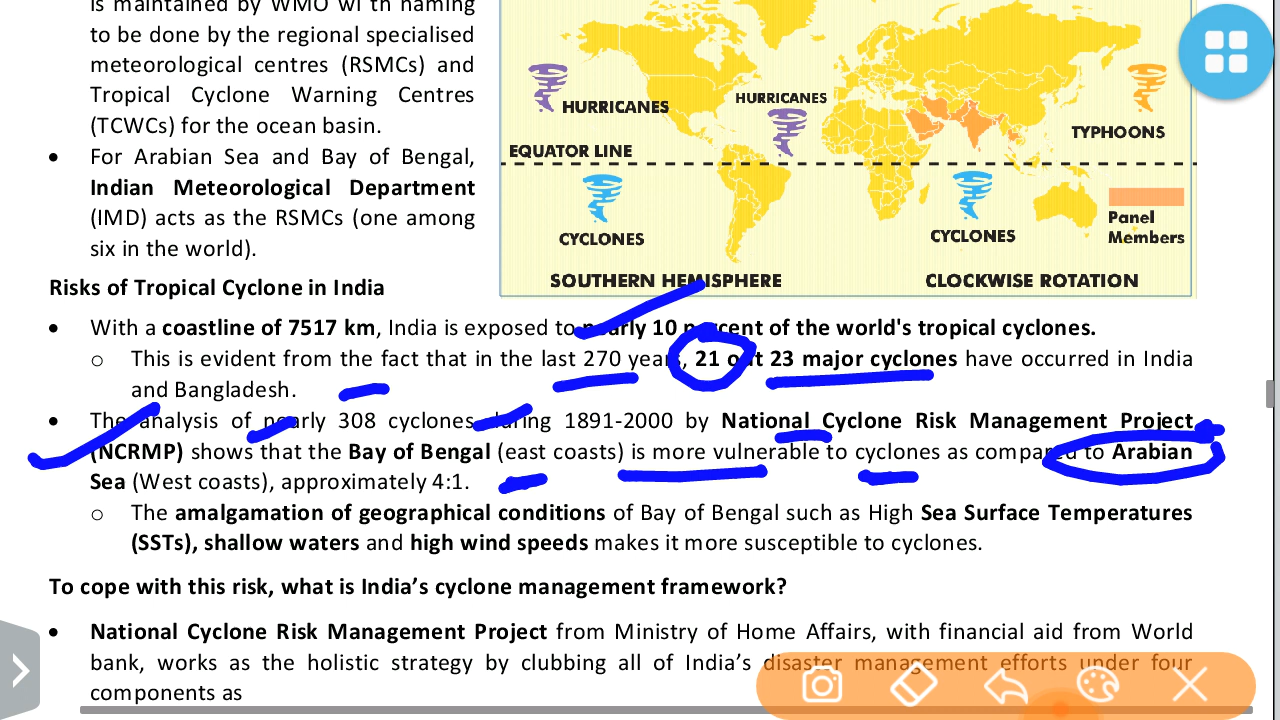 is maintained by WMO wi th naming
to be done by the regional specialised
meteorological centres (RSMCs) and
Tropical Cyclone Warning Centres
(TCWCs) for the ocean basin.
• For Arabian Sea and Bay of Bengal,
Indian Meteorological Department
(IMD) acts as the RSMCs (one among
six in the world).
HURRICANES
HURRICANES
TYPHOONS
EQUATOR LINE
CYCLONES
CYCLONES
Panel
Members
SOUTHERN HEMISPHERE
CLOCKWISE ROTATION
Risks of Tropical Cyclone in India
• With a coastline of 7517 km, India is exposed to nearly 10 percent of the world's tropical cyclones.
o This is evident from the fact that in the last 270 years, 21 out 23 major cyclones have occurred in India
and Bangladesh.
• The analysis of nearly 308 cyclones during 1891-2000 by National Cyclone Risk Management Project
(NCRMP) shows that the Bay of Bengal (east coasts) is more vulnerable to cyclones as compared to Arabian
Sea (West coasts), approximately 4:1.
o The amalgamation of geographical conditions of Bay of Bengal such as High Sea Surface Temperatures
(SSTs), shallow waters and high wind speeds makes it more susceptible to cyclones.
To cope with this risk, what is India’s cyclone management framework?
• National Cyclone Risk Management Project from Ministry of Home Affairs, with financial aid from World
bank, works as the holistic strategy by clubbing all of India’s disaster management efforts under four
components as